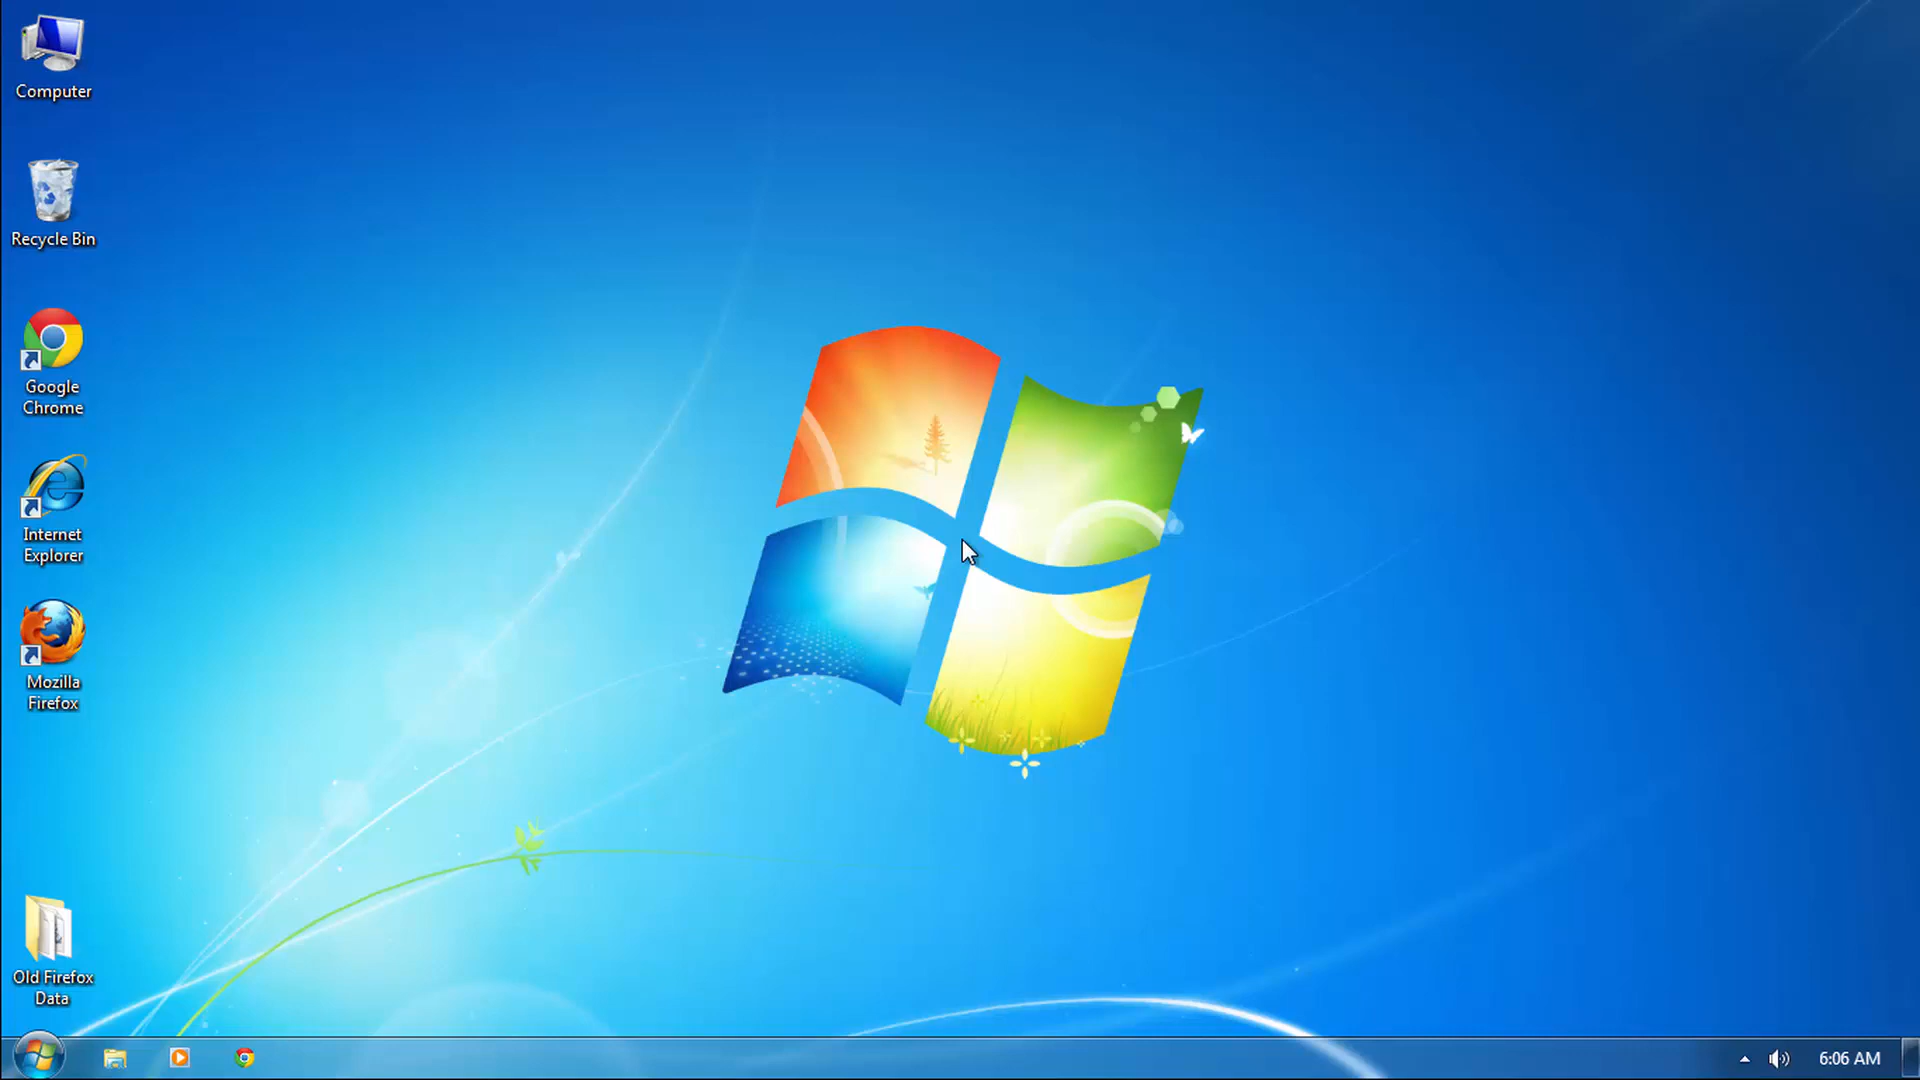 Computer
Recycle Bin
Google
Chrome
Internet
Explorer
Mozilla
Firefox
Old Firefox
Data
6:06 AM